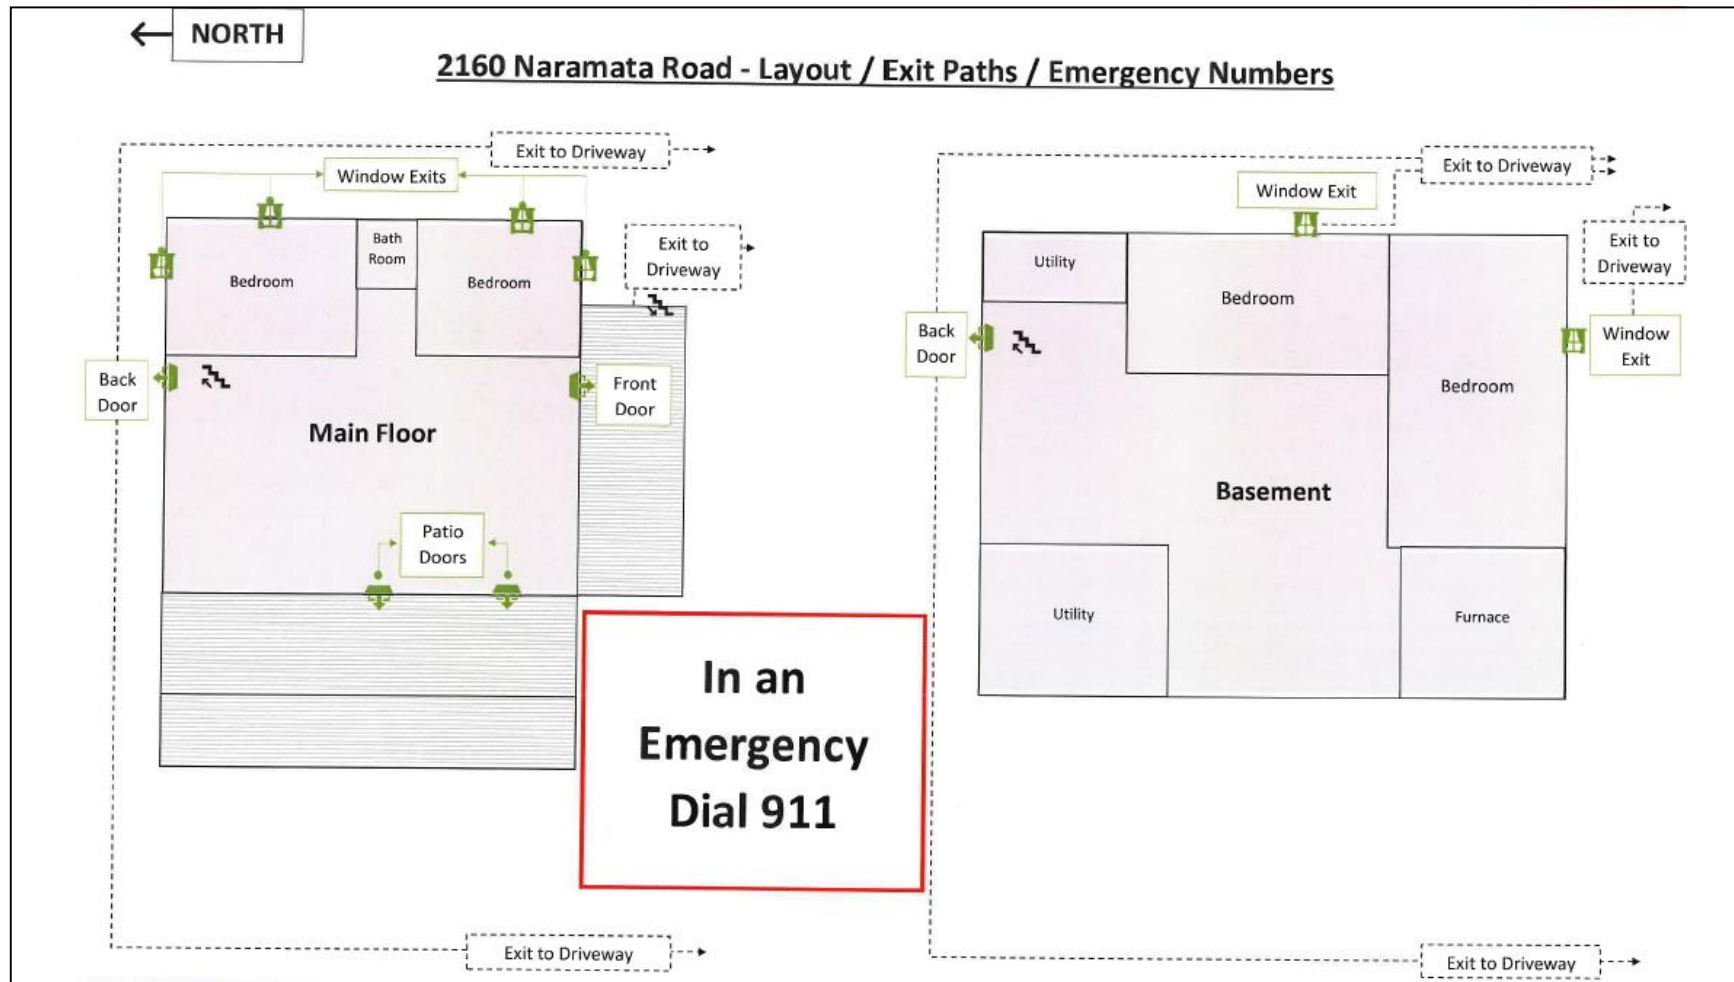 NORTH
2160 Naramata Road - Layout / Exit Paths / Emergency Numbers
Exit to Driveway
Window Exits
Bedroom
Bath
Room
Bedroom
Exit to
Driveway
Back
Door
Front
Door
Main Floor
Patio
Doors
Exit to Driveway
In an
Emergency
Dial 911
Exit to Driveway
Window Exit
Utility
Bedroom
Exit to
Driveway
Back
Door
Window
Exit
Bedroom
Basement
Utility
Furnace
Exit to Driveway